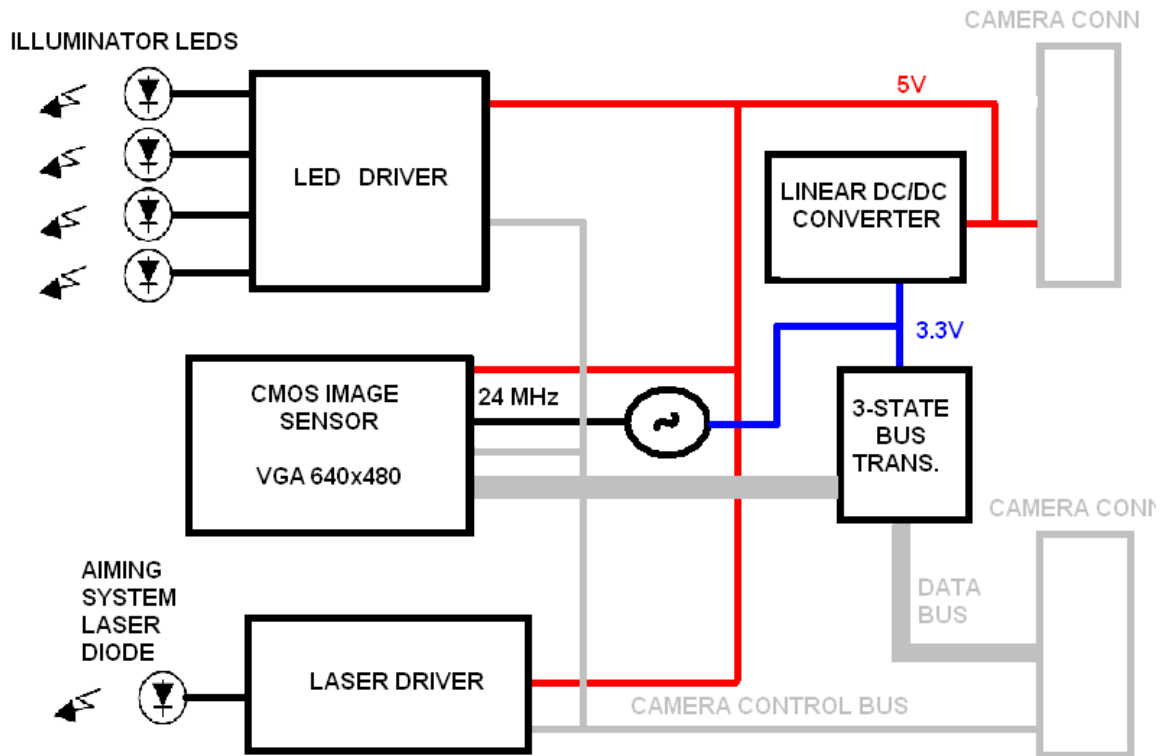 CAMERA CONN
ILLUMINATOR LEDS
5V
LED DRIVER
LINEAR DC/DC
CONVERTER
3.3V
CMOS IMAGE
SENSOR
VGA 640x480
24 MHz
3-STATE
BUS
TRANS.
CAMERA CONN
AIMING
SYSTEM
LASER
DIODE
DATA
BUS
LASER DRIVER
CAMERA CONTROL BUS